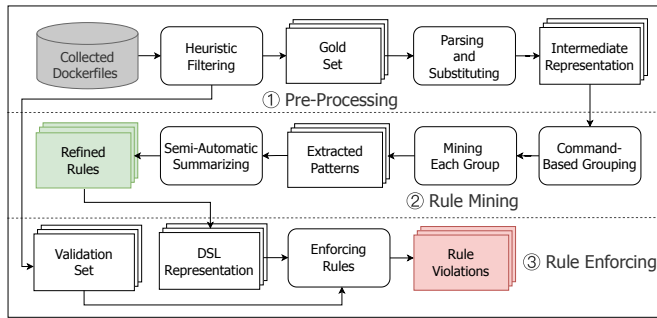 Collected
Dockerfiles
Heuristic
Filtering
Gold
Set
Parsing
and
Substituting
Intermediate
Representation
① Pre-Processing
Refined
Rules
Semi-Automatic
Summarizing
Extracted
Patterns
Mining
Each Group
Command-
Based Grouping
② Rule Mining
Validation
Set
DSL
Representation
Enforcing
Rules
Rule
Violations
③ Rule Enforcing